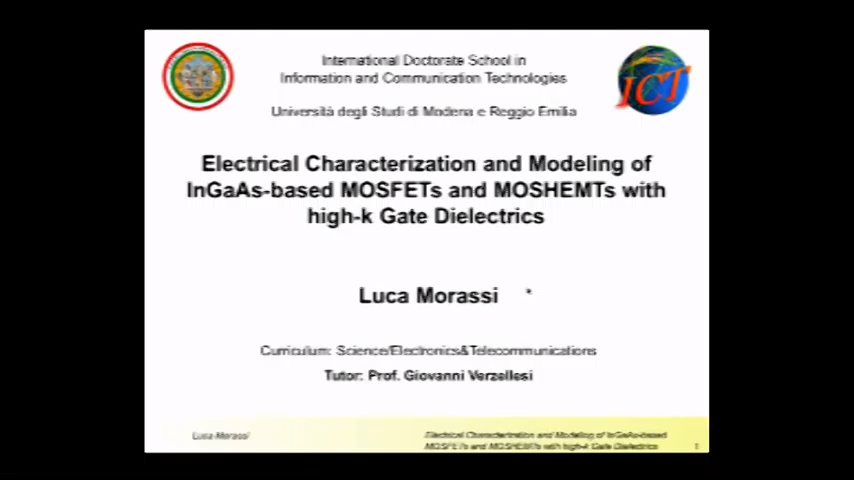 International Doctorate School in
Information and Communication Technologies
ICT
Università degli Studi di Modena e Reggio Emilia
Electrical Characterization and Modeling of
InGaAs-based MOSFETs and MOSHEMTs with
high-k Gate Dielectrics
Luca Morassi
Curriculum: Science/Electronics&Telecommunications
Tutor: Prof. Giovanni Verzellesi
Luca Morassi
Electrical Characterization and Modeling of InGaAs-based
MOSFETs and MOSHEMTs with high-k Gate Dielectrics
1